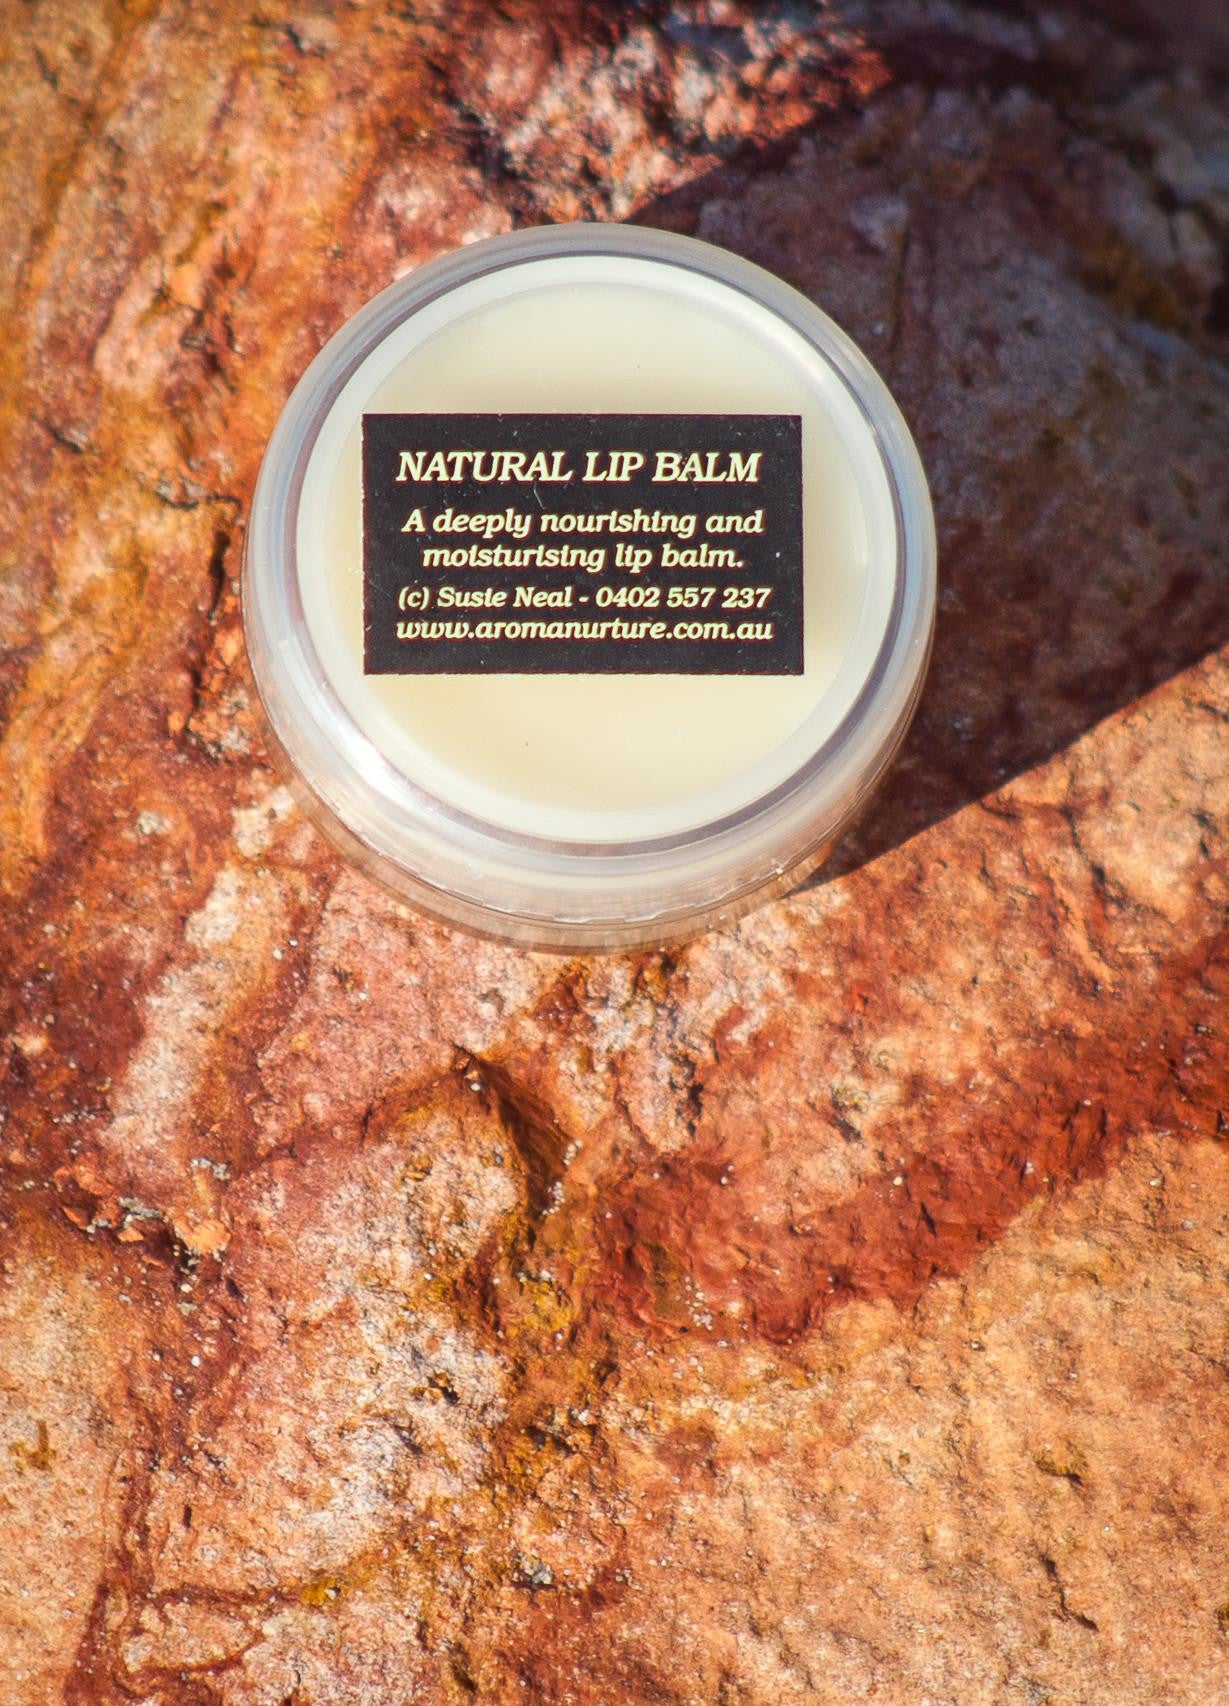 NATURAL LIP BALM
A deeply nourishing and
moisturising lip balm.
(c) Susie Neal - 0402 557 237
www.aromanurture.com.au